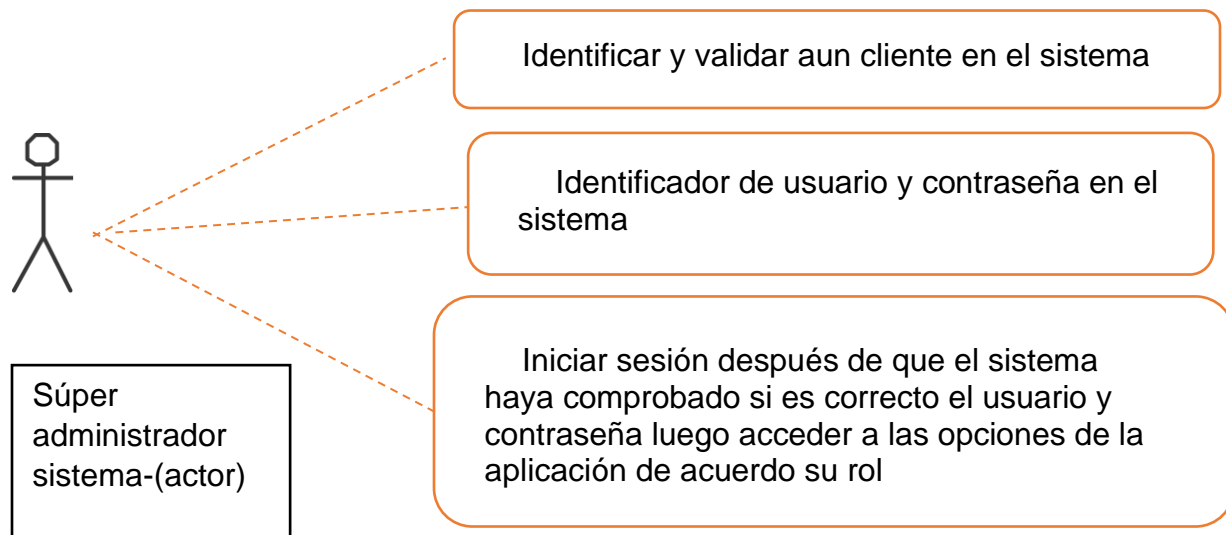 Identificar y validar aun cliente en el sistema
Identificador de usuario y contraseña en el
sistema
Iniciar sesión después de que el sistema
haya comprobado si es correcto el usuario y
contraseña luego acceder a las opciones de la
aplicación de acuerdo su rol
Súper
administrador
sistema-(actor)